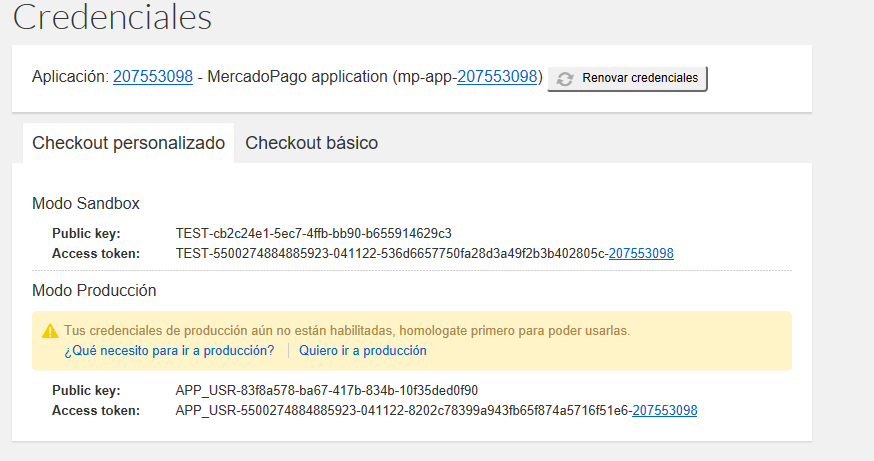 Credenciales
Aplicación: 207553098 - MercadoPago application (mp-app-207553098) Renovar credenciales
Checkout personalizado Checkout básico
Modo Sandbox
Public key: TEST-cb2c24e1-5ec7-4ffb-bb90-b655914629c3
Access token: TEST-5500274884885923-041122-536d6657750fa28d3a49f2b3b402805c-207553098
Modo Producción
Tus credenciales de producción aún no están habilitadas, homologate primero para poder usarlas.
¿Qué necesito para ir a producción? Quiero ir a producción
Public key: APP_USR-83f8a578-ba67-417b-834b-10f35ded0f90
Access token: APP_USR-5500274884885923-041122-8202c78399a943fb65f874a5716f51e6-207553098